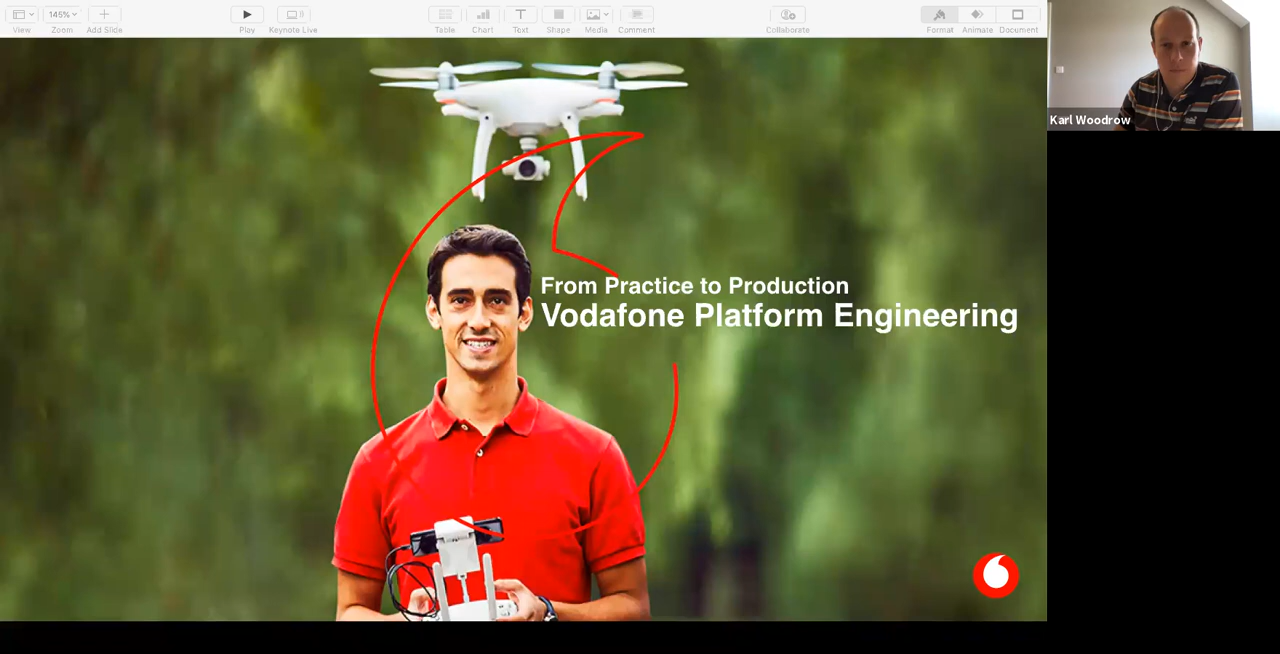 145%
View
Zoom
Add Slide
Play
Keynote Live
Table
Chart
Text
Shape
Media
Comment
Collaborate
Format
Animate
Document
Karl Woodrow
From Practice to Production
Vodafone Platform Engineering